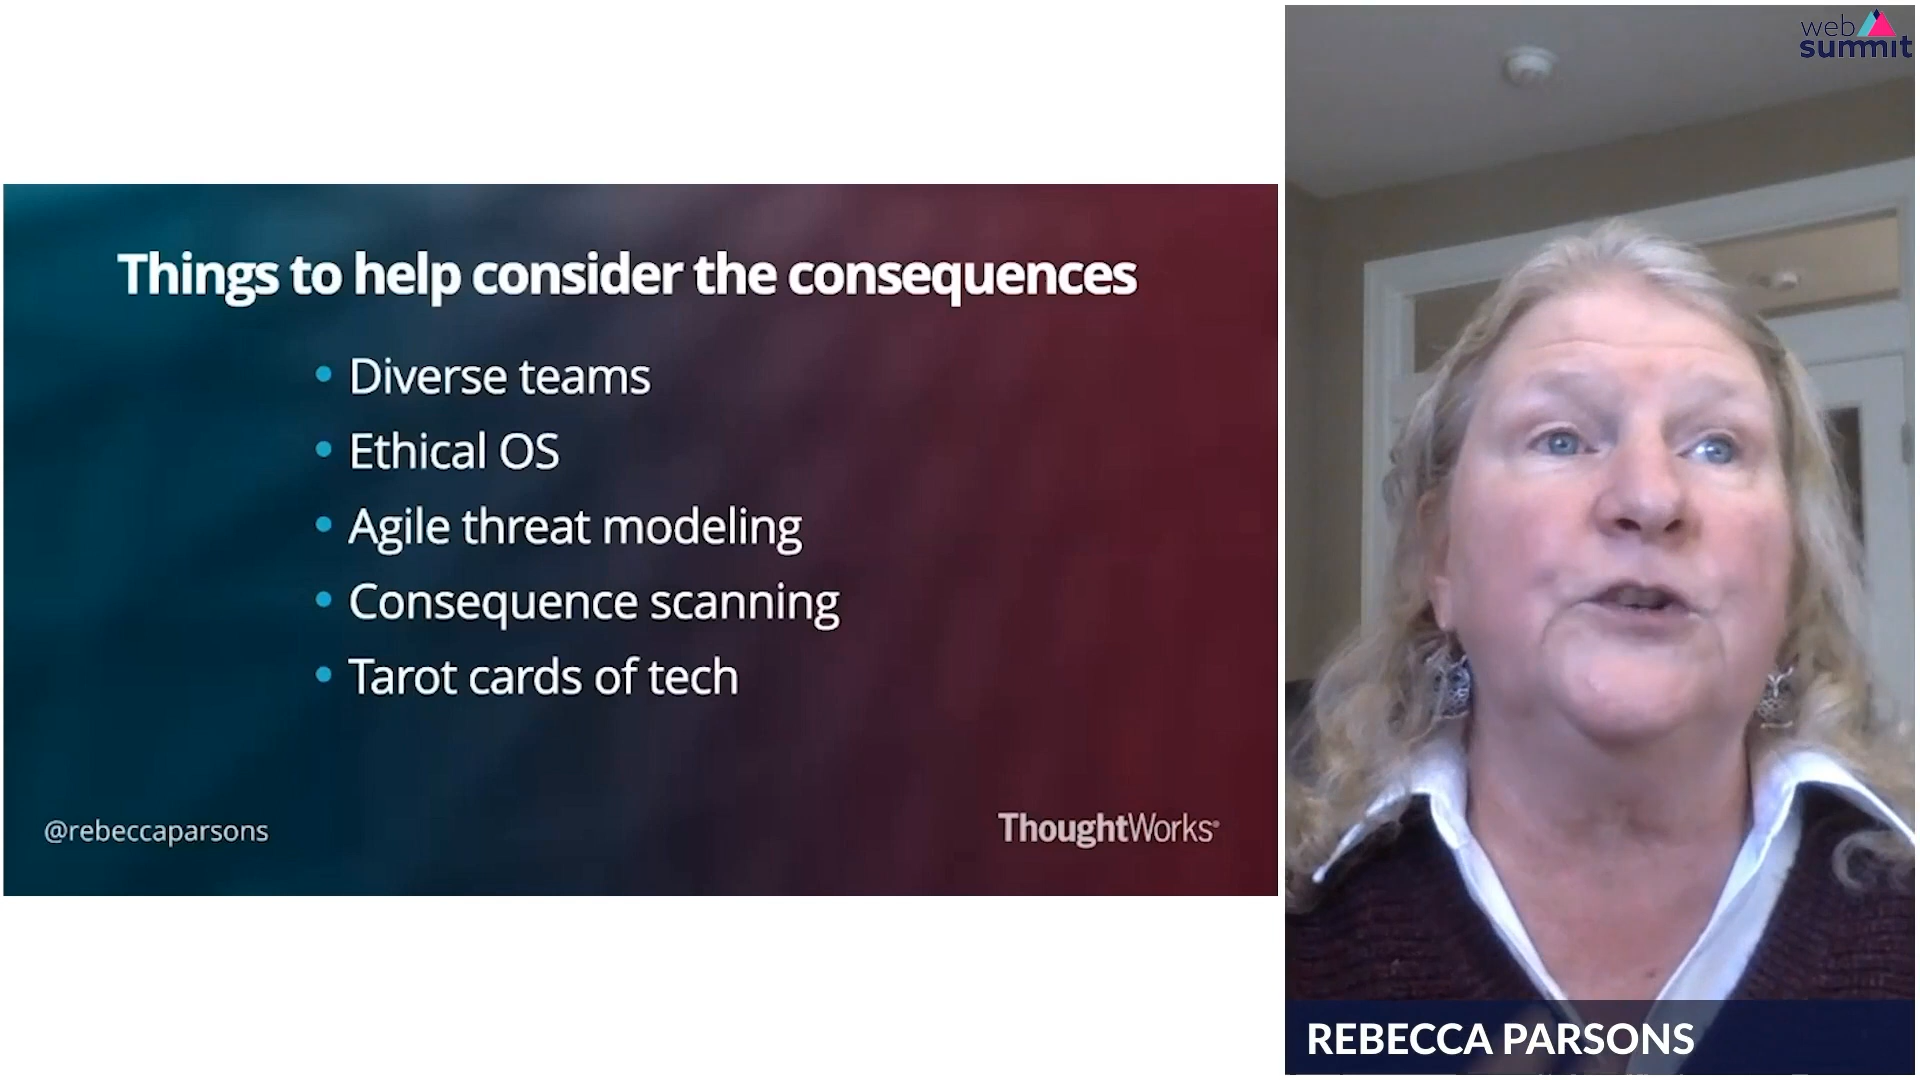 Things to help consider the consequences
• Diverse teams
• Ethical OS
• Agile threat modeling
• Consequence scanning
• Tarot cards of tech
@rebeccaparsons
ThoughtWorks®
web
summit
REBECCA PARSONS